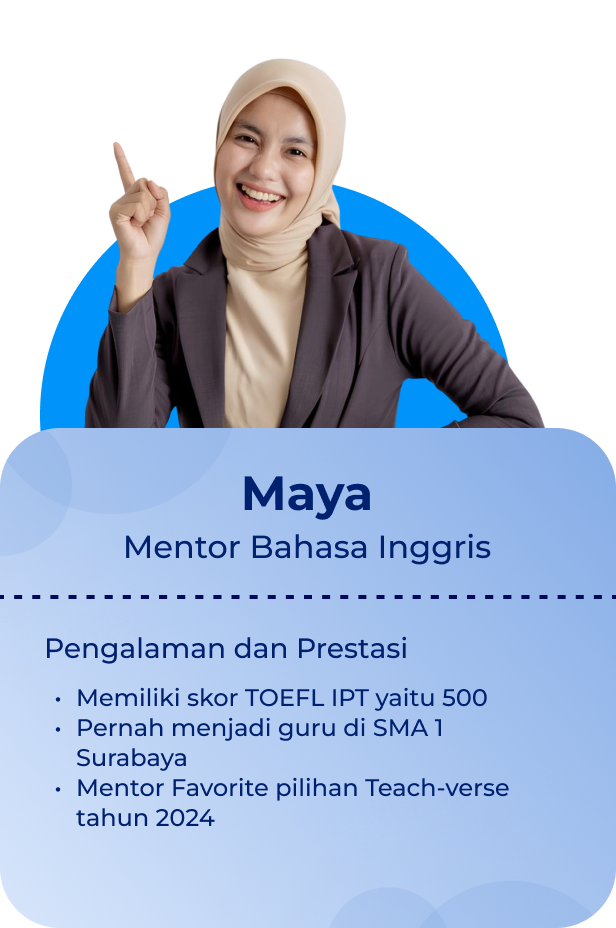 Maya
Mentor Bahasa Inggris
Pengalaman dan Prestasi
• Memiliki skor TOEFL IPT yaitu 500
• Pernah menjadi guru di SMA 1
Surabaya
• Mentor Favorite pilihan Teach-verse
tahun 2024